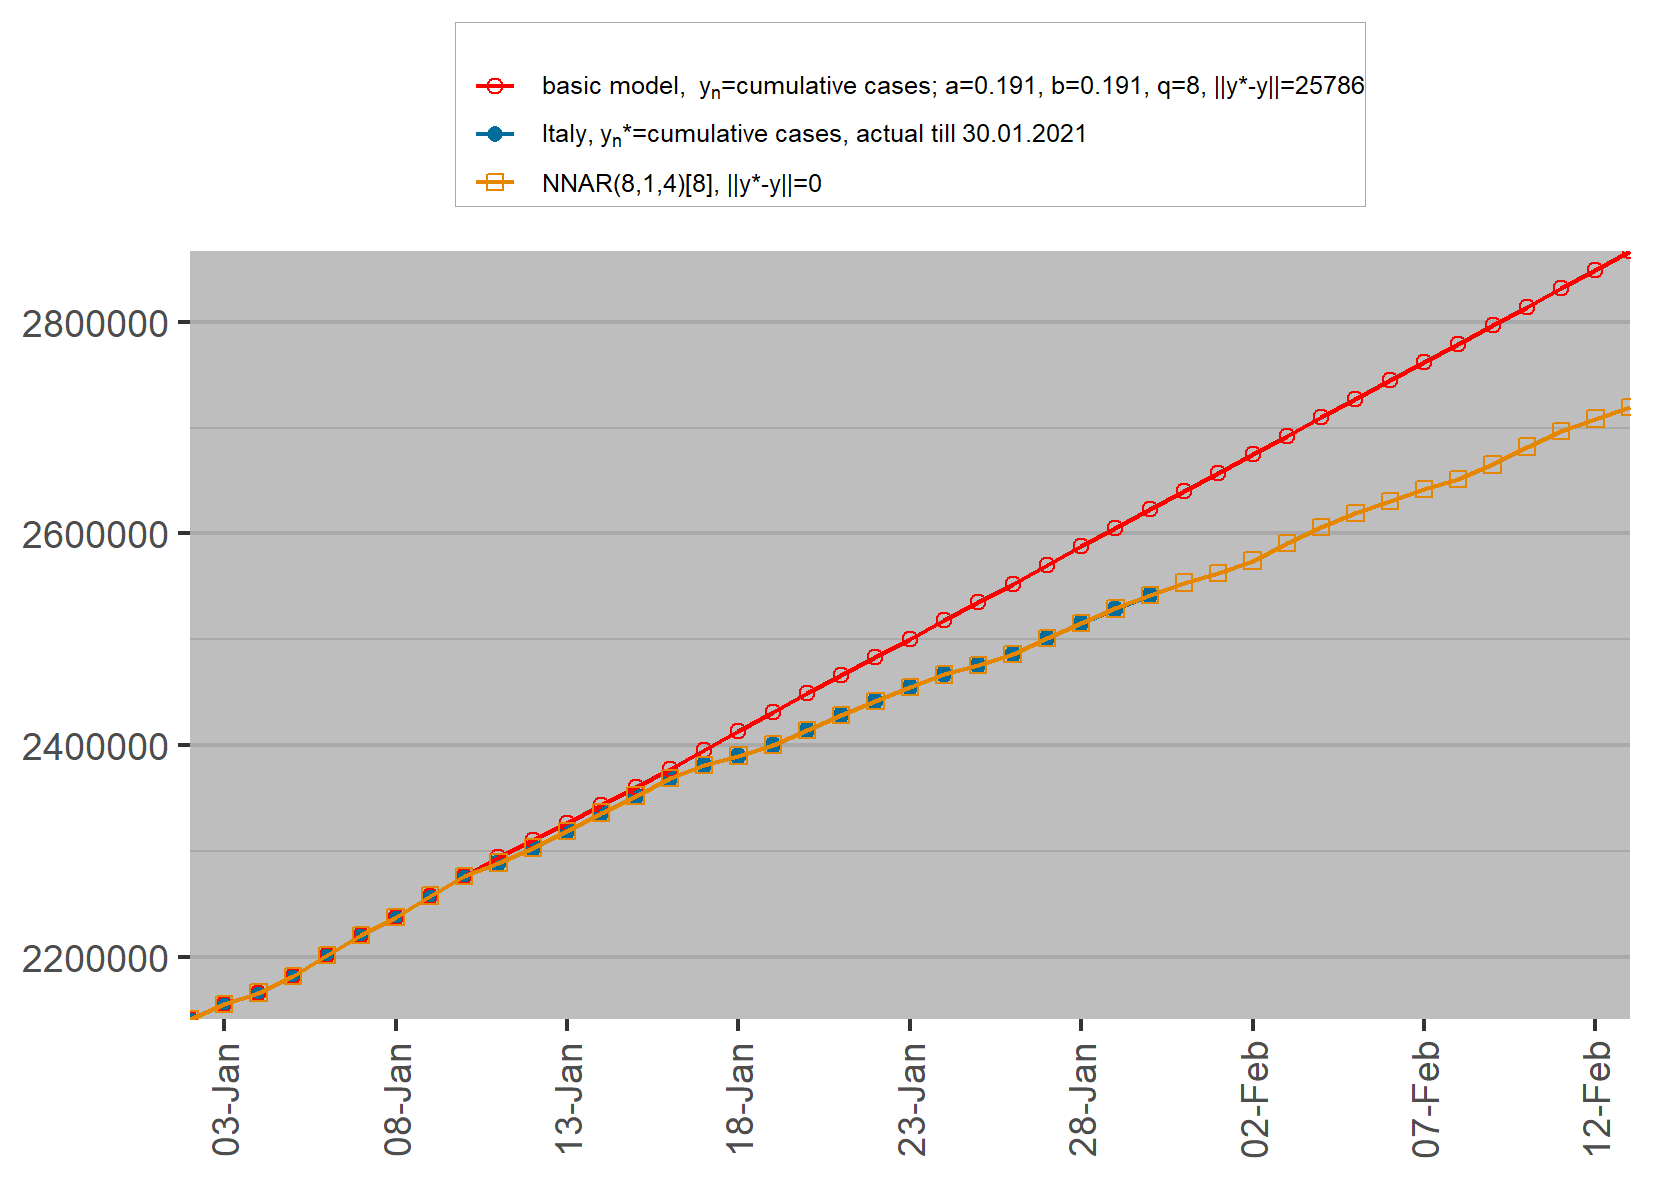 basic model, yn=cumulative cases; a=0.191, b=0.191, q=8, ||y*-y||=25786
Italy, yn*=cumulative cases, actual till 30.01.2021
NNAR(8,1,4)[8], ||y*-y||=0
2800000
2600000
2400000
2200000
03-Jan
08-Jan
13-Jan
18-Jan
23-Jan
28-Jan
02-Feb
07-Feb
12-Feb